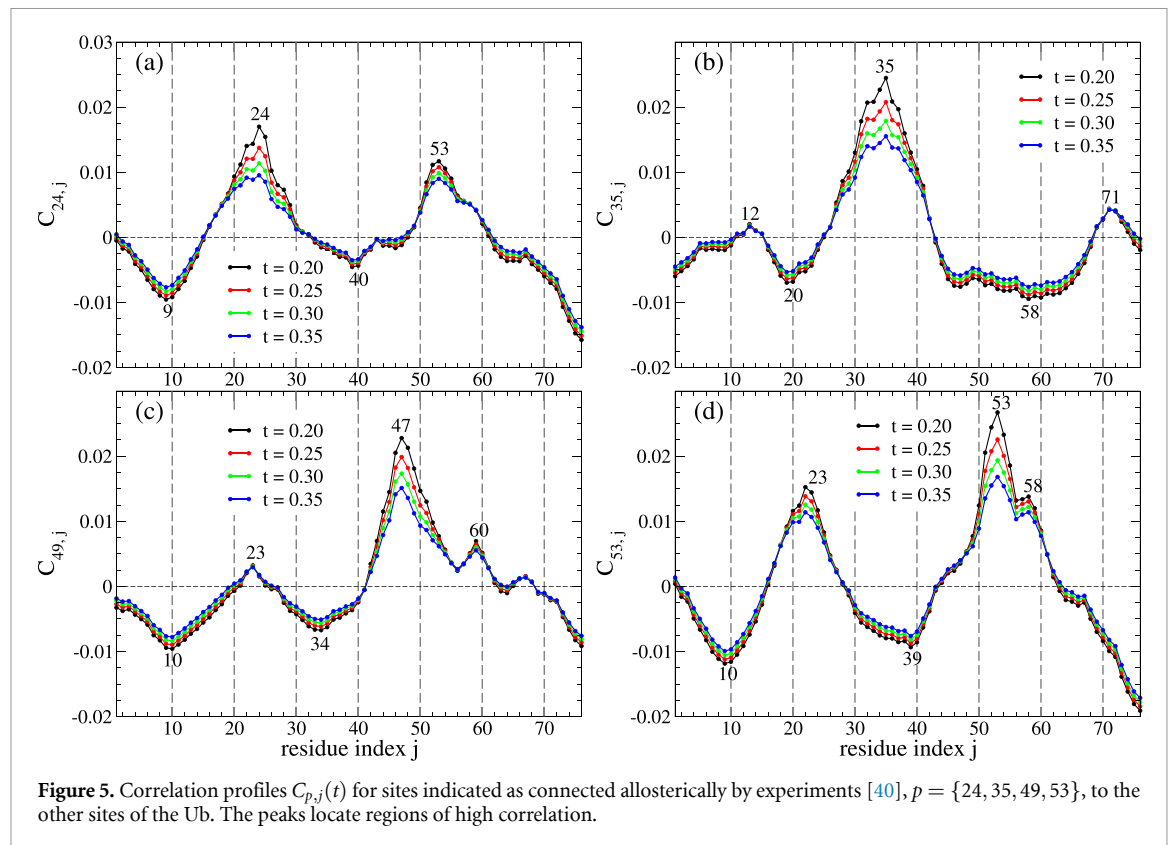 (a)
0.03
0.02
0.01
0
-0.01
-0.02
C24, j
24
53
9
40
t = 0.20
t = 0.25
t = 0.30
t = 0.35
10 20 30 40 50 60 70
(b)
0.03
0.02
0.01
0
-0.01
-0.02
C35, j
35
12
20
58
71
t = 0.20
t = 0.25
t = 0.30
t = 0.35
10 20 30 40 50 60 70
(c)
0.02
0.01
0
-0.01
-0.02
C49, j
47
23
60
10
34
t = 0.20
t = 0.25
t = 0.30
t = 0.35
10 20 30 40 50 60 70
residue index j
(d)
0.02
0.01
0
-0.01
-0.02
C53, j
53
23
58
10
39
t = 0.20
t = 0.25
t = 0.30
t = 0.35
10 20 30 40 50 60 70
residue index j
Figure 5. Correlation profiles Cp,j(t) for sites indicated as connected allosterically by experiments [40], p = {24, 35, 49, 53}, to the
other sites of the Ub. The peaks locate regions of high correlation.